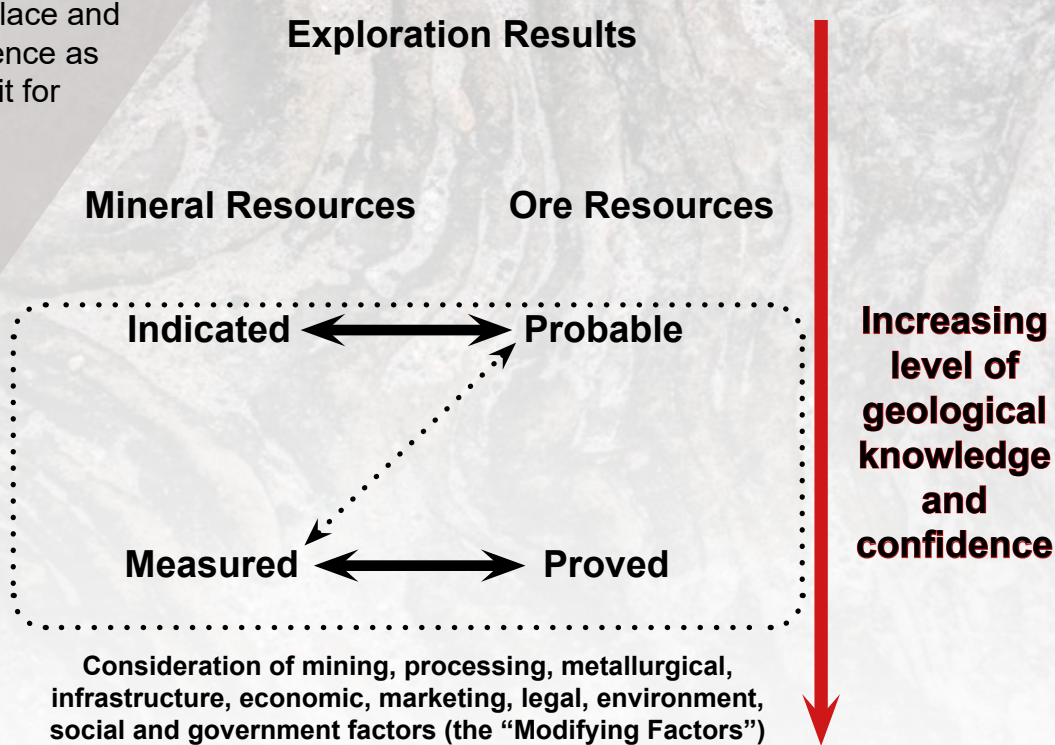 lace and
ence as
it for
Exploration Results
Mineral Resources
Ore Resources
Indicated
Probable
Measured
Proved
Increasing
level of
geological
knowledge
and
confidence
Consideration of mining, processing, metallurgical,
infrastructure, economic, marketing, legal, environment,
social and government factors (the “Modifying Factors”)